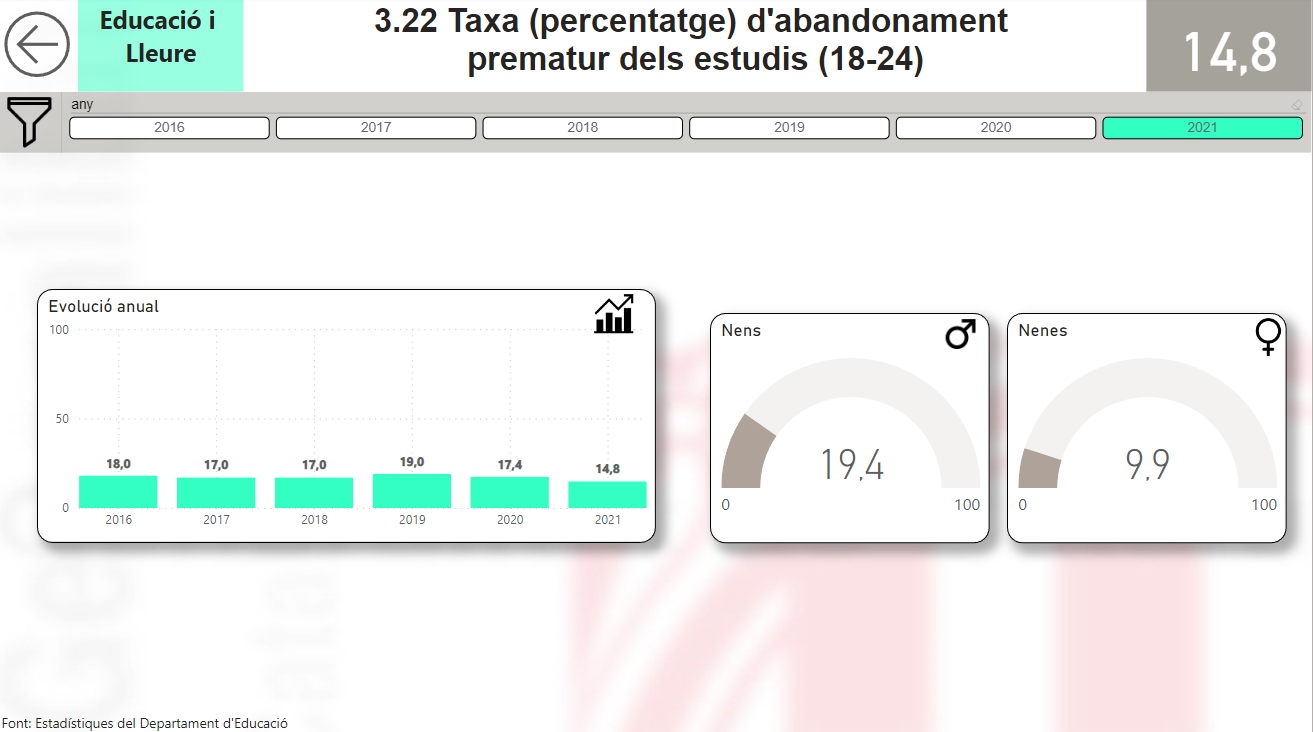 Educació i
Lleure
3.22 Taxa (percentatge) d'abandonament
prematur dels estudis (18-24)
14,8
any
2016 2017 2018 2019 2020 2021
Evolució anual
100
50
0
18,0 17,0 17,0 19,0 17,4 14,8
2016 2017 2018 2019 2020 2021
Nens
19,4
0 100
Nenes
9,9
0 100
Font: Estadístiques del Departament d'Educació